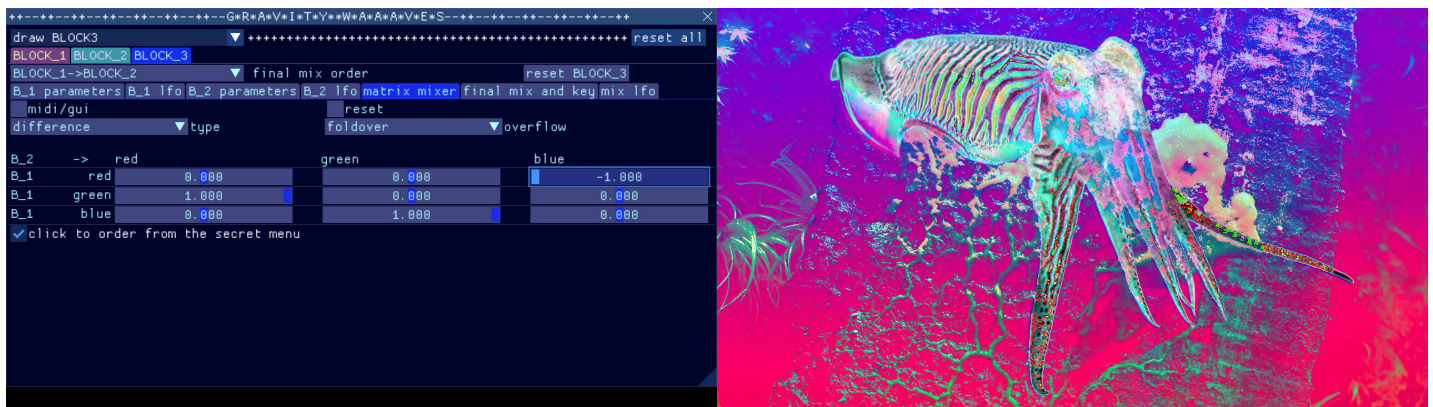 ++--++--++--++--++--++--++--G*R*A*V*I*T*Y**W*A*A*A*V*E*S--++--++--++--++--++--++
draw BLOCK3 ++++++++++++++++++++++++++++++++++++++++++++++++ reset all
BLOCK_1 BLOCK_2 BLOCK_3
BLOCK_1->BLOCK_2 final mix order reset BLOCK_3
B_1 parameters B_1 lfo B_2 parameters B_2 lfo matrix mixer final mix and key mix lfo
midi/gui reset
difference type foldover overflow
B_2 -> red green blue
B_1 red 0.000 0.000 -1.000
B_1 green 1.000 0.000 0.000
B_1 blue 0.000 1.000 0.000
click to order from the secret menu